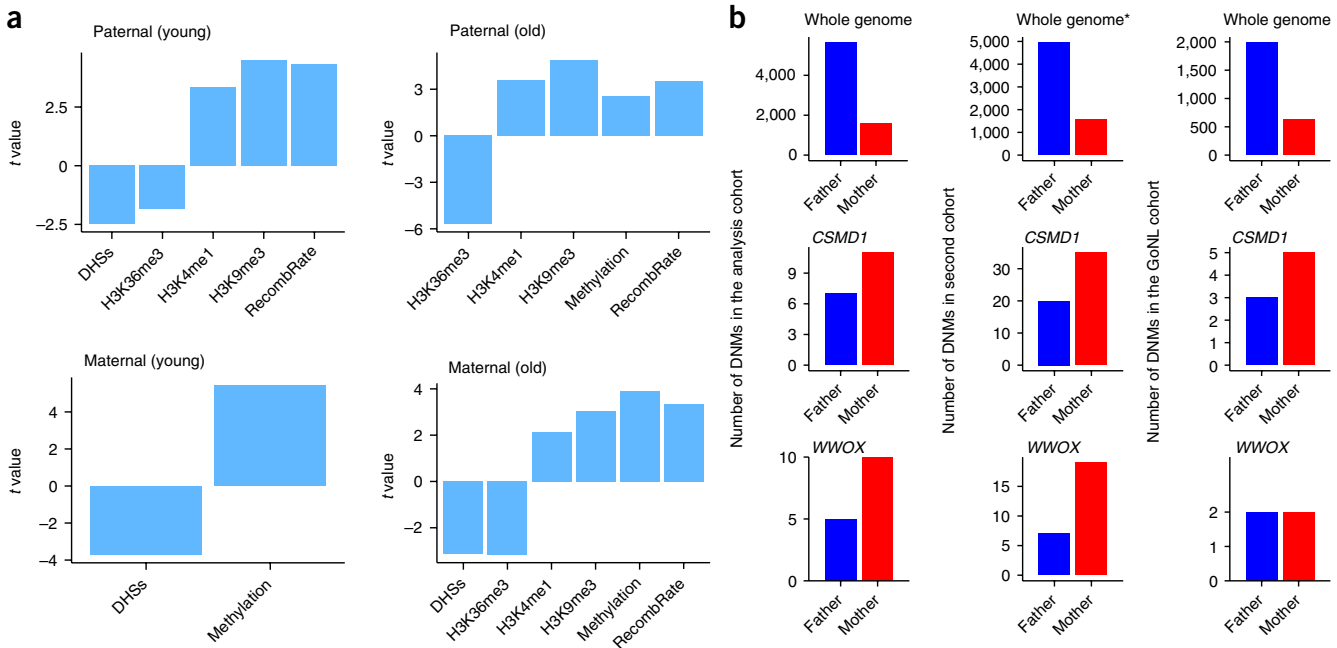 a
Paternal (young)
t value
2.5
0
−2.5
DHSs
H3K36me3
H3K4me1
H3K9me3
RecombRate
Paternal (old)
t value
3
0
−3
−6
H3K36me3
H3K4me1
H3K9me3
Methylation
RecombRate
Maternal (young)
t value
4
2
0
−2
−4
DHSs
Methylation
Maternal (old)
t value
4
2
0
−2
DHSs
H3K36me3
H3K4me1
H3K9me3
Methylation
RecombRate
b
Number of DNMs in the analysis cohort
Whole genome
4,000
2,000
0
Father
Mother
CSMD1
9
6
3
0
Father
Mother
WWOX
10
5
0
Father
Mother
Number of DNMs in second cohort
Whole genome*
5,000
4,000
3,000
2,000
1,000
0
Father
Mother
CSMD1
30
20
10
0
Father
Mother
WWOX
15
10
5
0
Father
Mother
Number of DNMs in the GoNL cohort
Whole genome
2,000
1,500
1,000
500
0
Father
Mother
CSMD1
5
4
3
2
1
0
Father
Mother
WWOX
2
1
0
Father
Mother